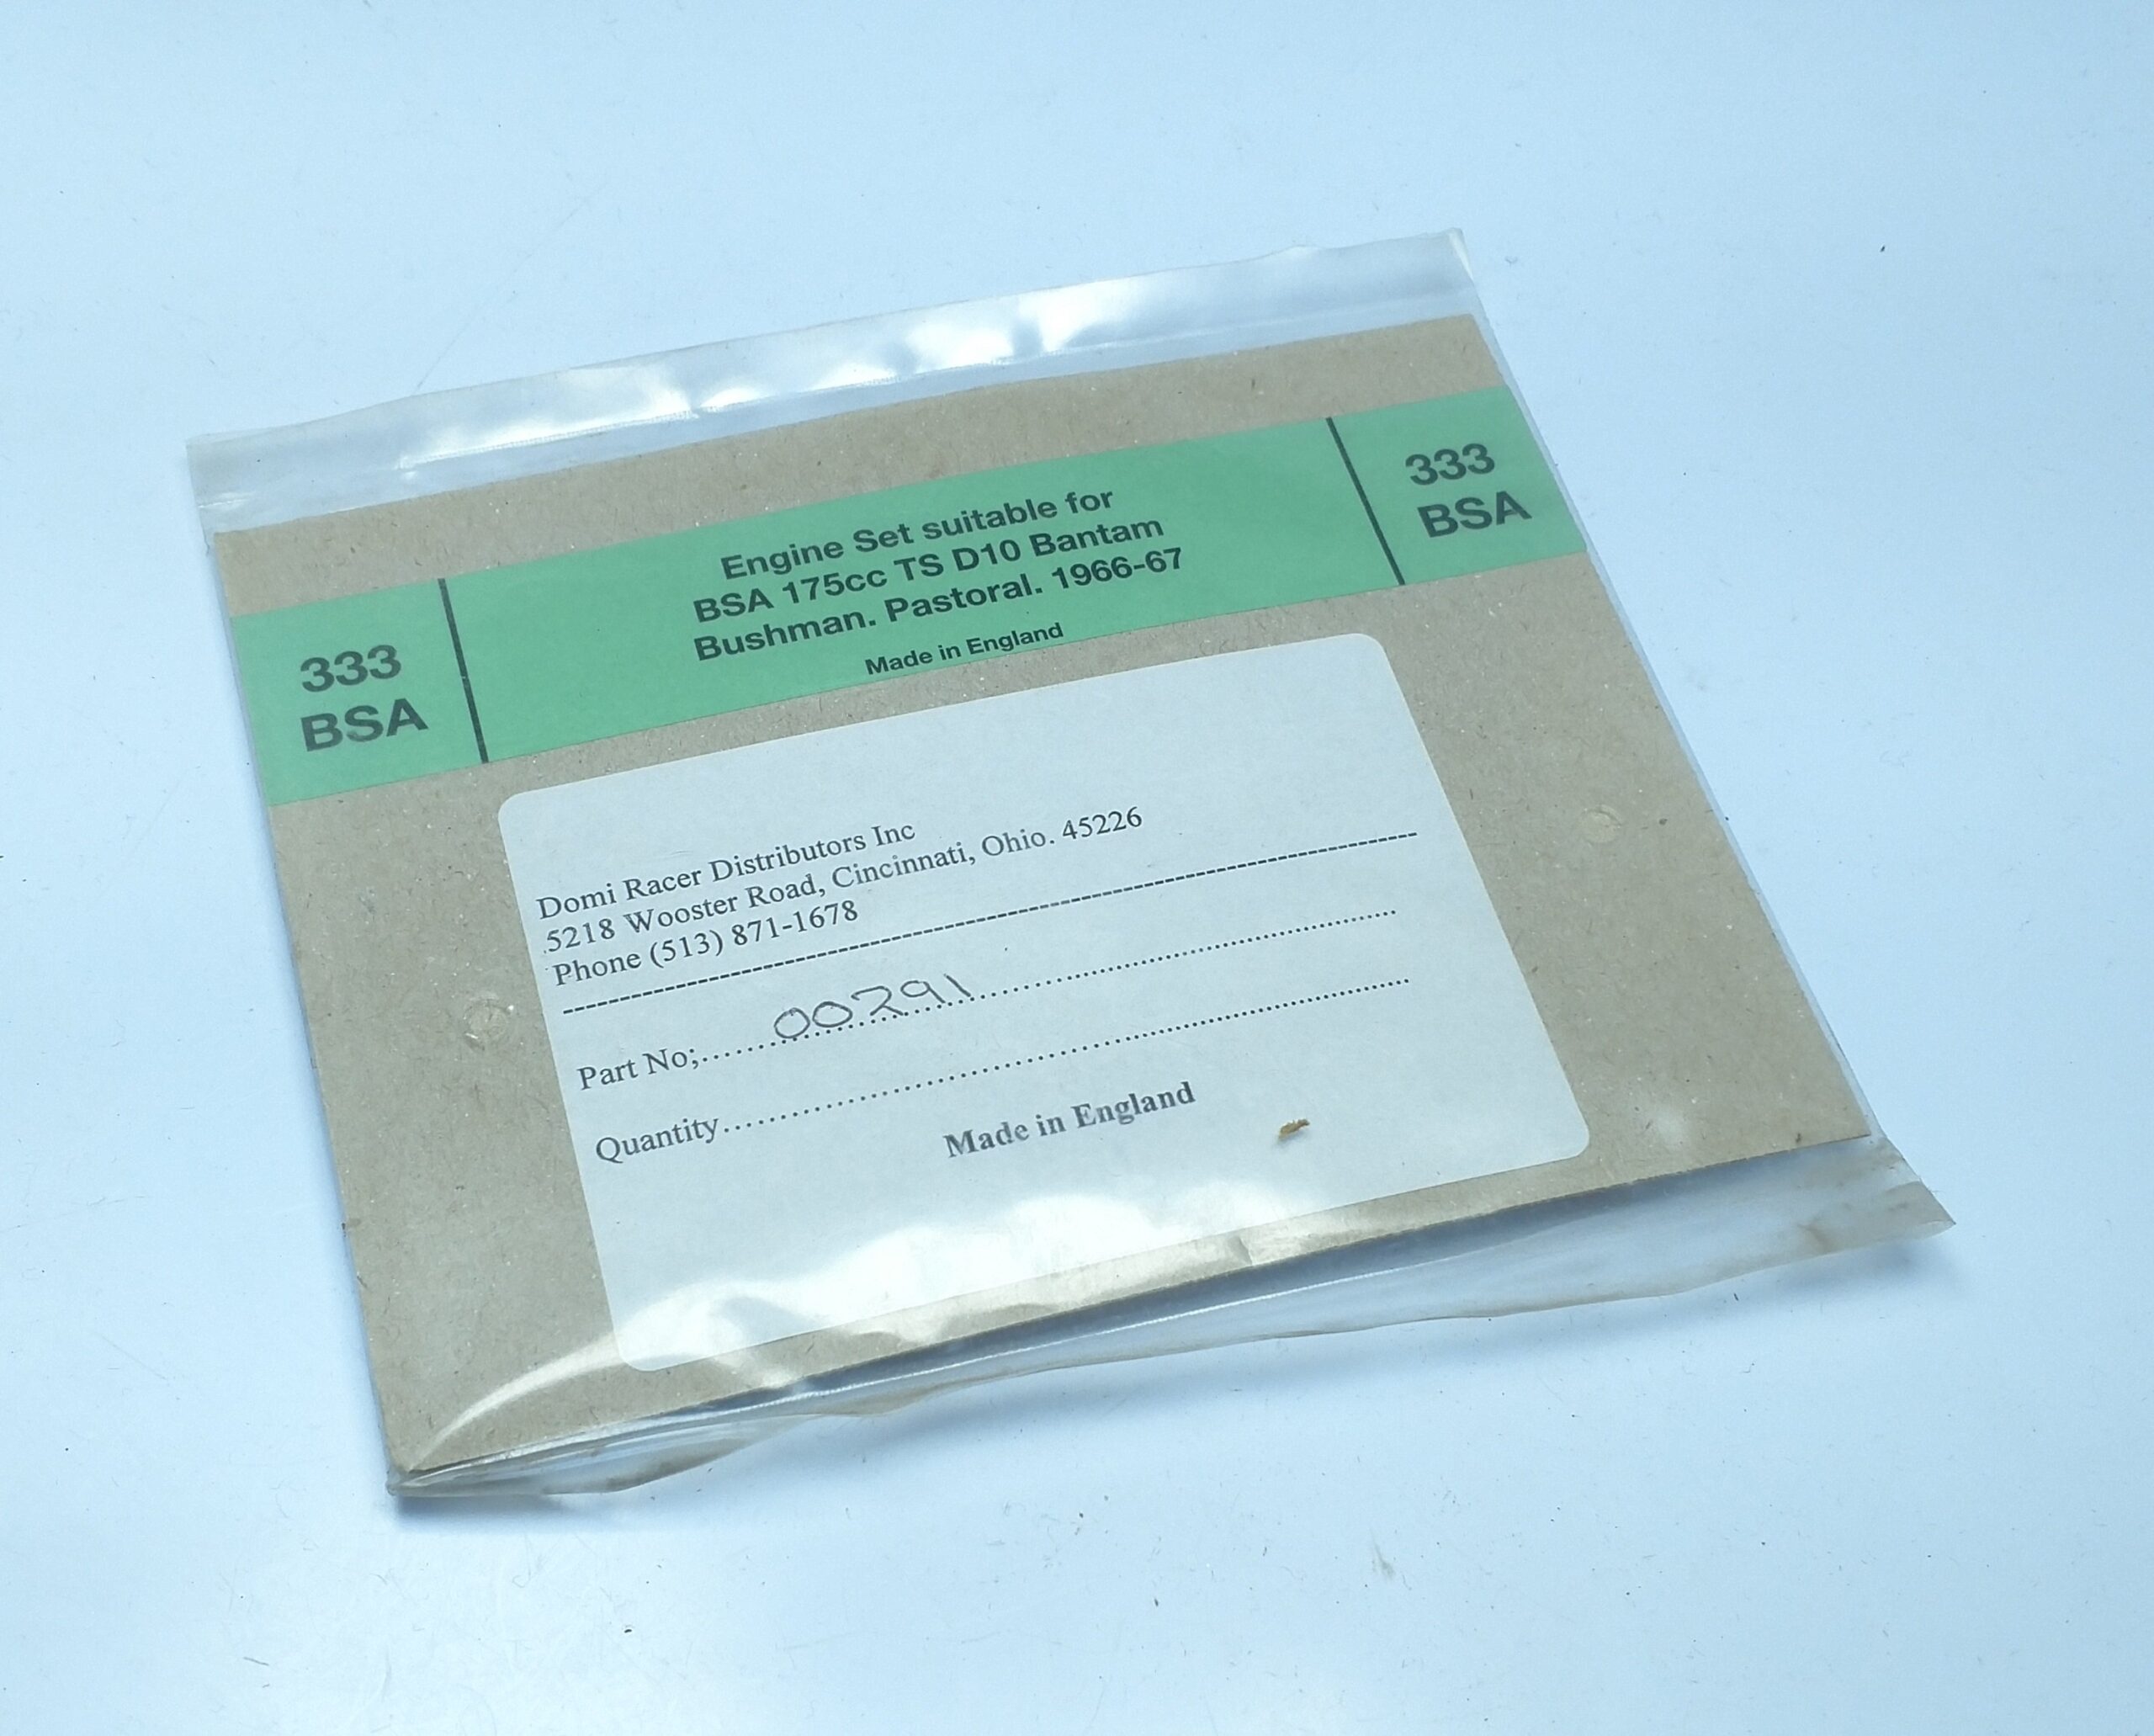 333
BSA
Engine Set suitable for
BSA 175cc TS D10 Bantam
Bushman. Pastoral. 1966-67
Made in England
333
BSA
Domi Racer Distributors Inc
5218 Wooster Road, Cincinnati, Ohio. 45226
Phone (513) 871-1678
--------------------------------------------------------------------------------
Part No;....... 00291 ..................................................
Quantity................................................................................
Made in England